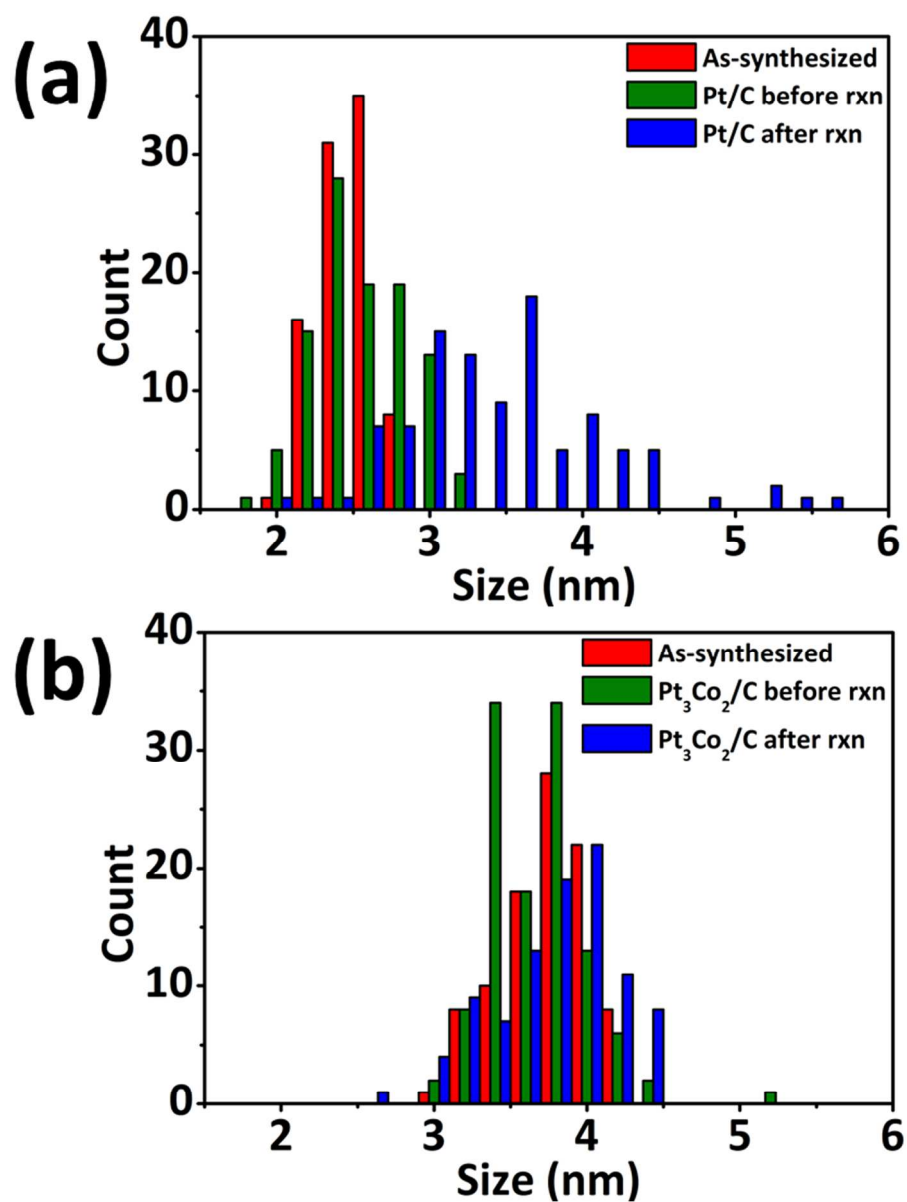 (a)
40
30
20
10
0
Count
As-synthesized
Pt/C before rxn
Pt/C after rxn
2 3 4 5 6
Size (nm)
(b)
40
30
20
10
0
Count
As-synthesized
Pt₃Co₂/C before rxn
Pt₃Co₂/C after rxn
2 3 4 5 6
Size (nm)